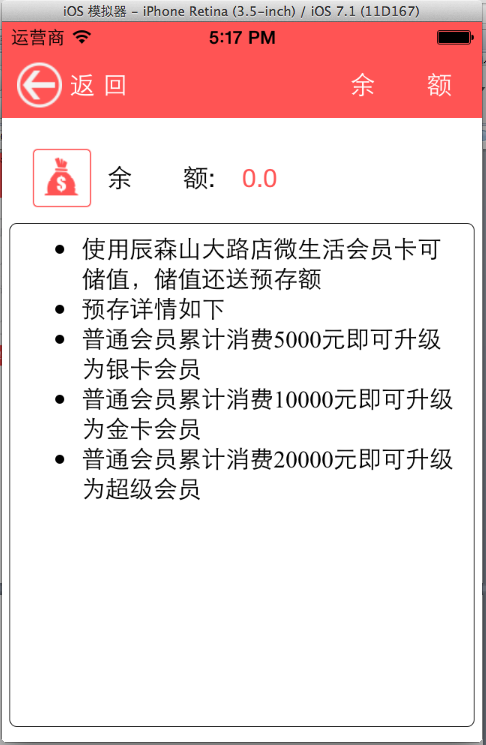 iOS 模拟器 – iPhone Retina (3.5-inch) / iOS 7.1 (11D167)
运营商 5:17 PM
返 回 余 额
$ 余 额: 0.0
• 使用辰森山大路店微生活会员卡可
储值，储值还送预存额
• 预存详情如下
• 普通会员累计消费5000元即可升级
为银卡会员
• 普通会员累计消费10000元即可升级
为金卡会员
• 普通会员累计消费20000元即可升级
为超级会员